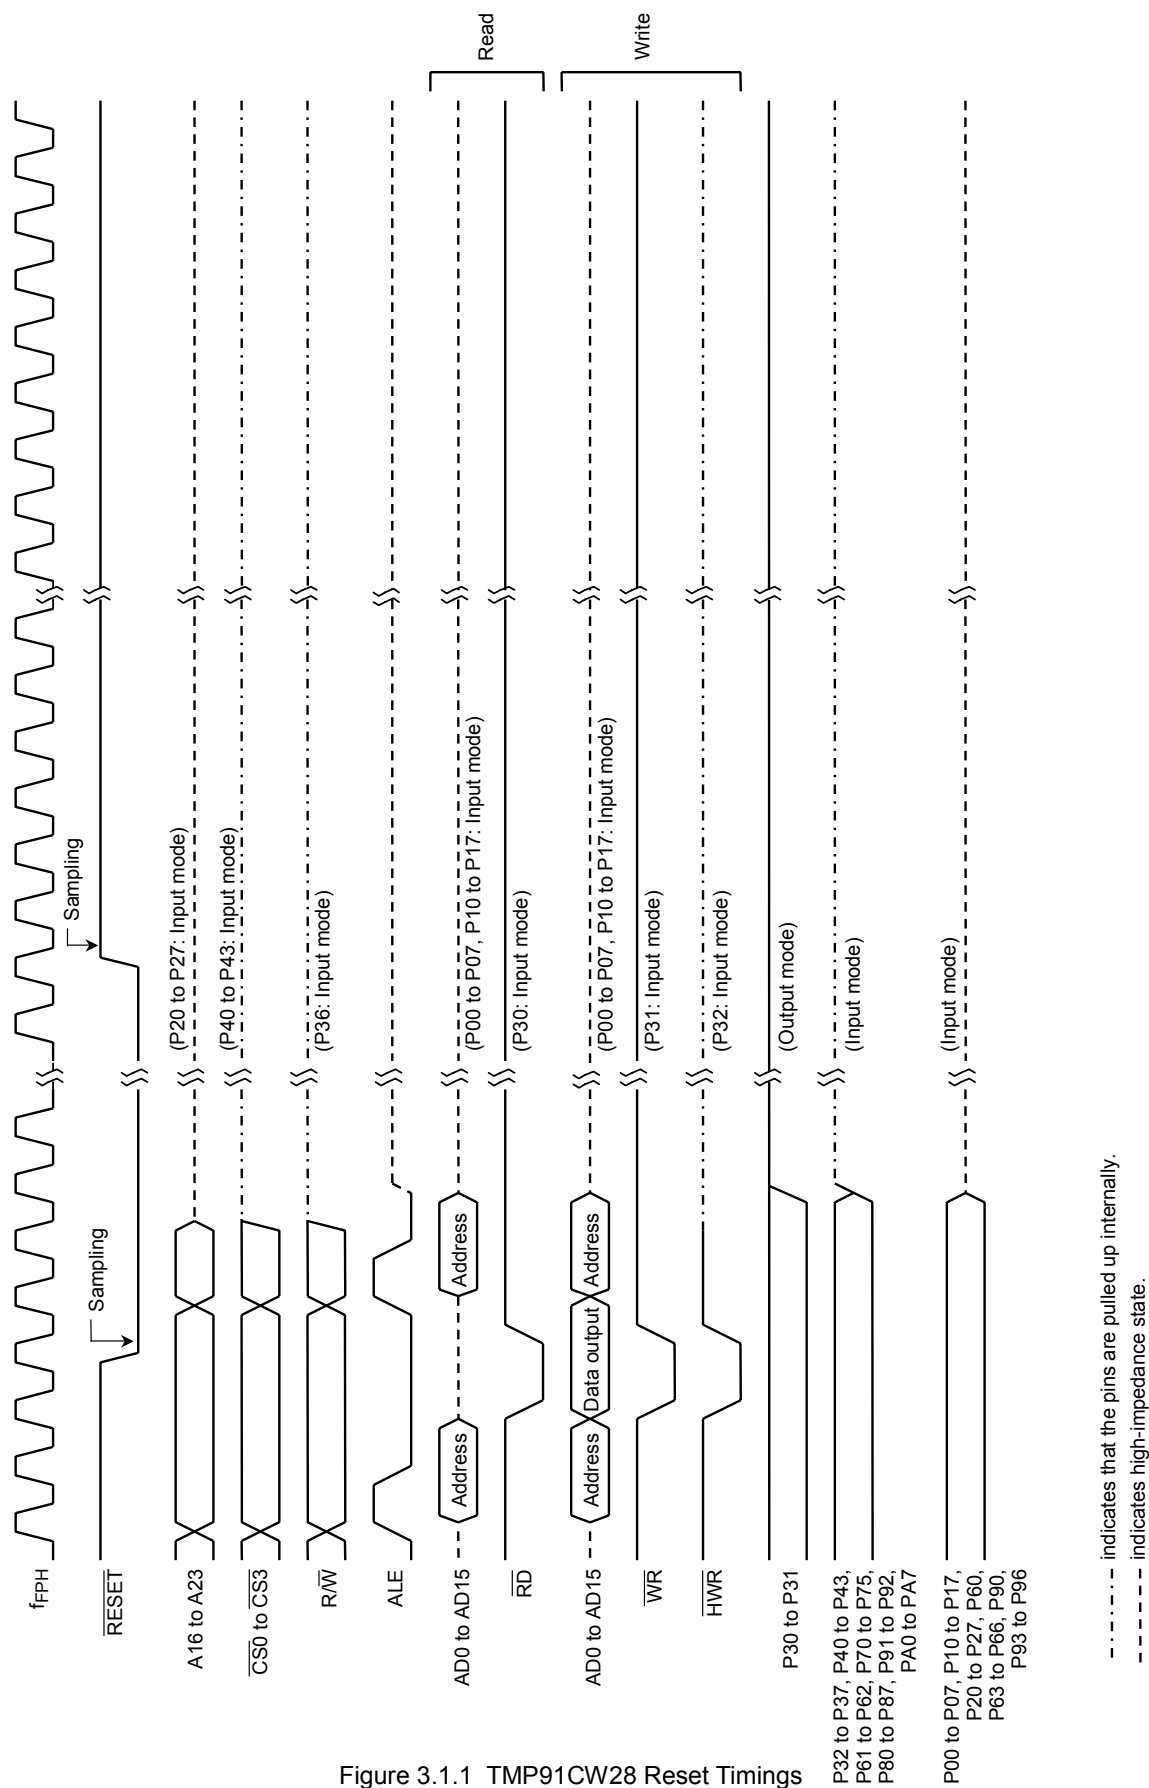 fFPH
RESET
Sampling
Sampling
A16 to A23
(P20 to P27: Input mode)
CS0 to CS3
(P40 to P43: Input mode)
R/W
(P36: Input mode)
ALE
AD0 to AD15
Address
Address
(P00 to P07, P10 to P17: Input mode)
Read
RD
(P30: Input mode)
AD0 to AD15
Address
Data output
Address
(P00 to P07, P10 to P17: Input mode)
Write
WR
(P31: Input mode)
HWR
(P32: Input mode)
P30 to P31
(Output mode)
P32 to P37, P40 to P43,
P61 to P62, P70 to P75,
P80 to P87, P91 to P92,
PA0 to PA7
(Input mode)
P00 to P07, P10 to P17,
P20 to P27, P60,
P63 to P66, P90,
P93 to P96
(Input mode)
indicates that the pins are pulled up internally.
indicates high-impedance state.
Figure 3.1.1 TMP91CW28 Reset Timings